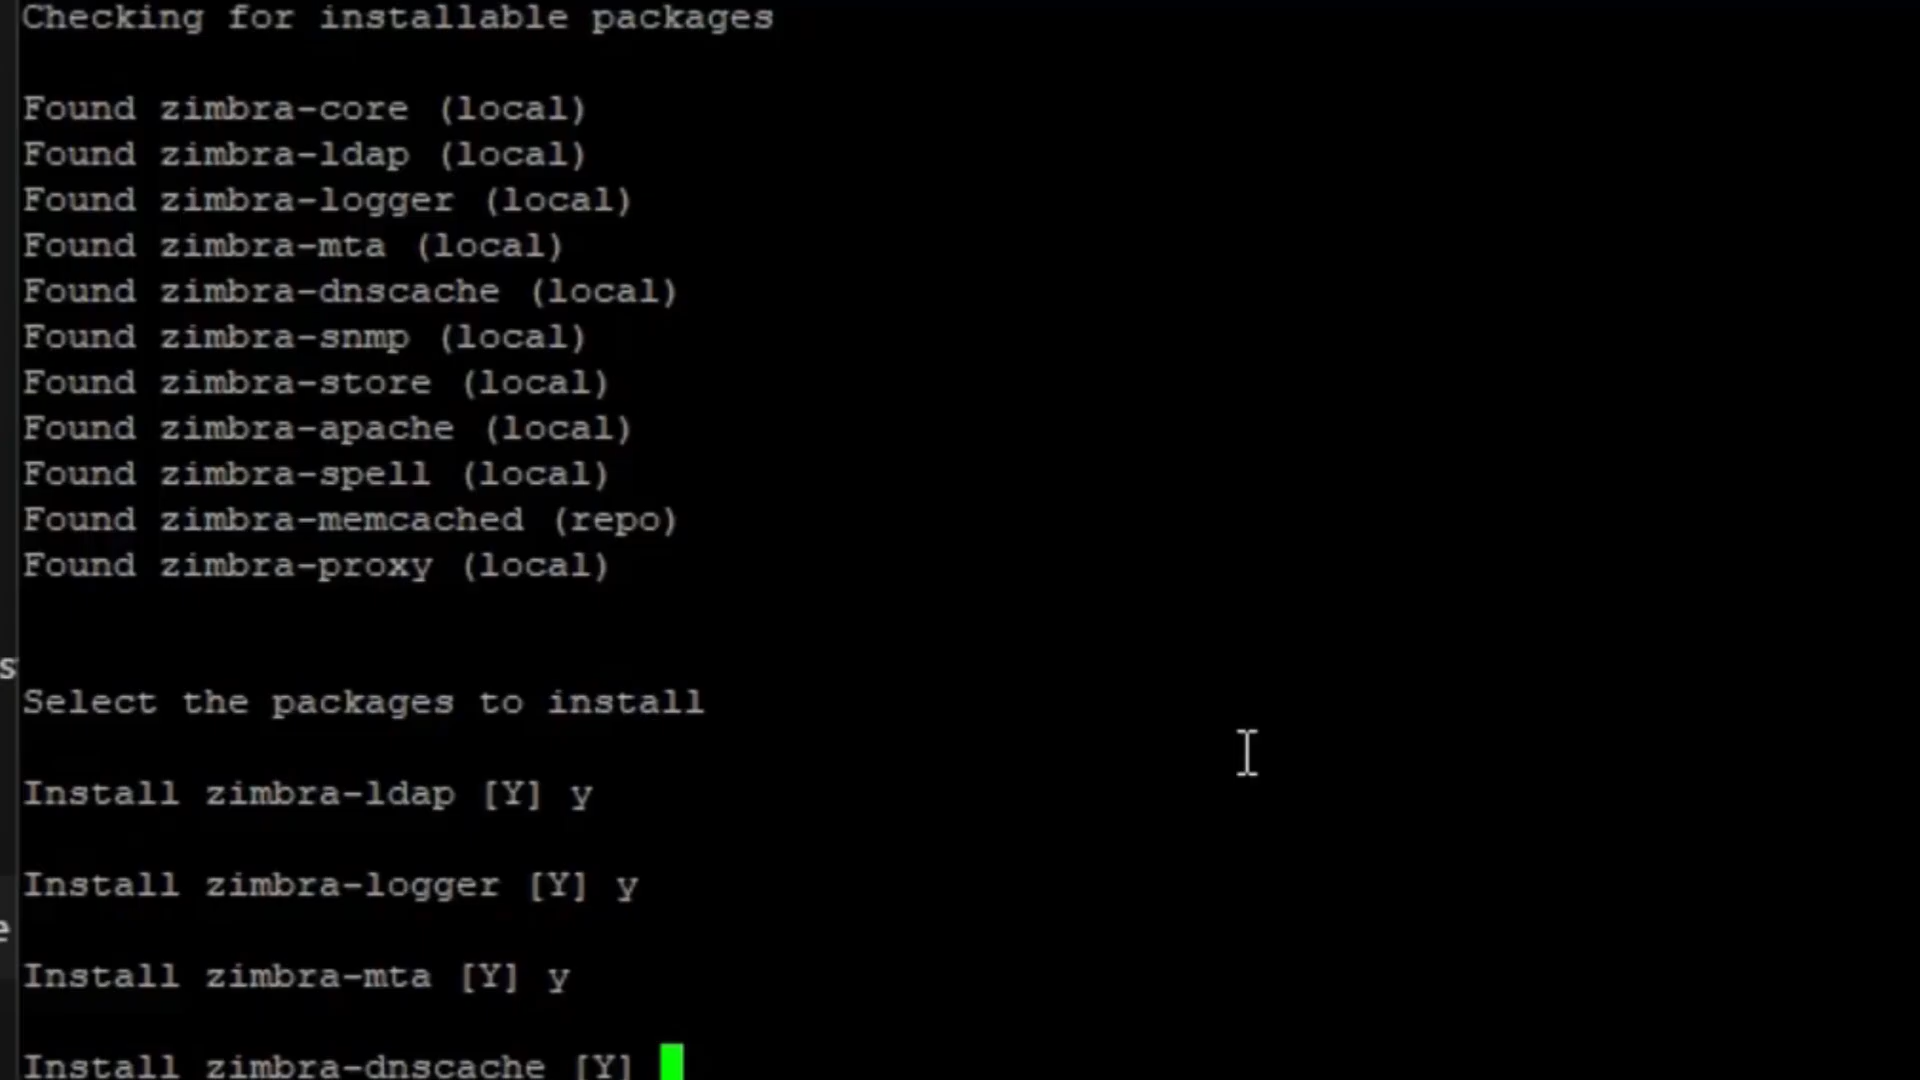 Checking for installable packages
Found zimbra-core (local)
Found zimbra-ldap (local)
Found zimbra-logger (local)
Found zimbra-mta (local)
Found zimbra-dnscache (local)
Found zimbra-snmp (local)
Found zimbra-store (local)
Found zimbra-apache (local)
Found zimbra-spell (local)
Found zimbra-memcached (repo)
Found zimbra-proxy (local)
s
Select the packages to install
Install zimbra-ldap [Y] y
Install zimbra-logger [Y] y
e
Install zimbra-mta [Y] y
Install zimbra-dnscache [Y]